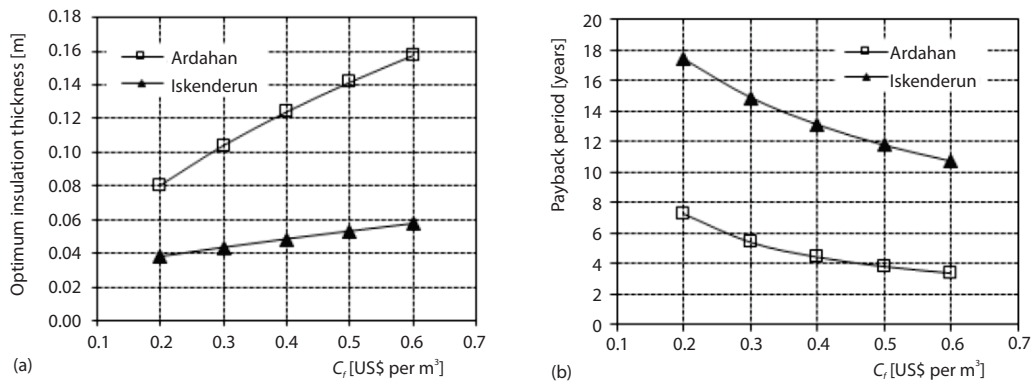 Optimum insulation thickness [m]
0.18
0.16
0.14
0.12
0.10
0.08
0.06
0.04
0.02
0.00
Ardahan
Iskenderun
0.1 0.2 0.3 0.4 0.5 0.6 0.7
(a)
C_f [US$ per m³]
Payback period [years]
20
18
16
14
12
10
8
6
4
2
0
Ardahan
Iskenderun
0.1 0.2 0.3 0.4 0.5 0.6 0.7
(b)
C_f [US$ per m³]